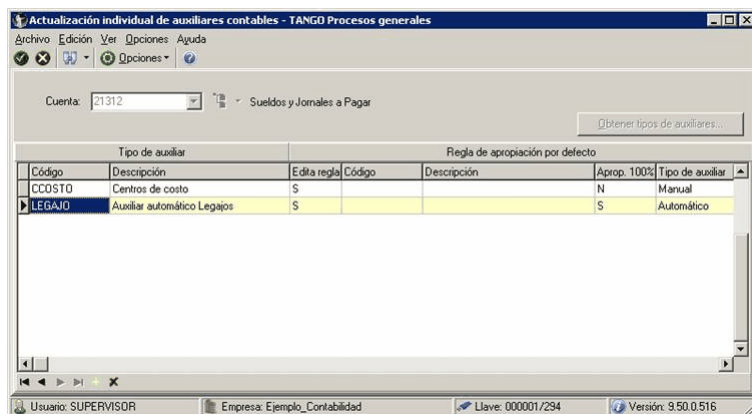 Actualización individual de auxiliares contables - TANGO Procesos generales
Archivo Edición Ver Opciones Ayuda
Opciones
Cuenta: 21312 Sueldos y Jornales a Pagar
Obtener tipos de auxiliares...
Tipo de auxiliar Regla de apropiación por defecto
Código Descripción Edita regla Código Descripción Aprop. 100% Tipo de auxiliar
CCOSTO Centros de costo S N Manual
LEGAJO Auxiliar automático Legajos S S Automático
Usuario: SUPERVISOR Empresa: Ejemplo_Contabilidad Llave: 000001/294 Versión: 9.50.0.516